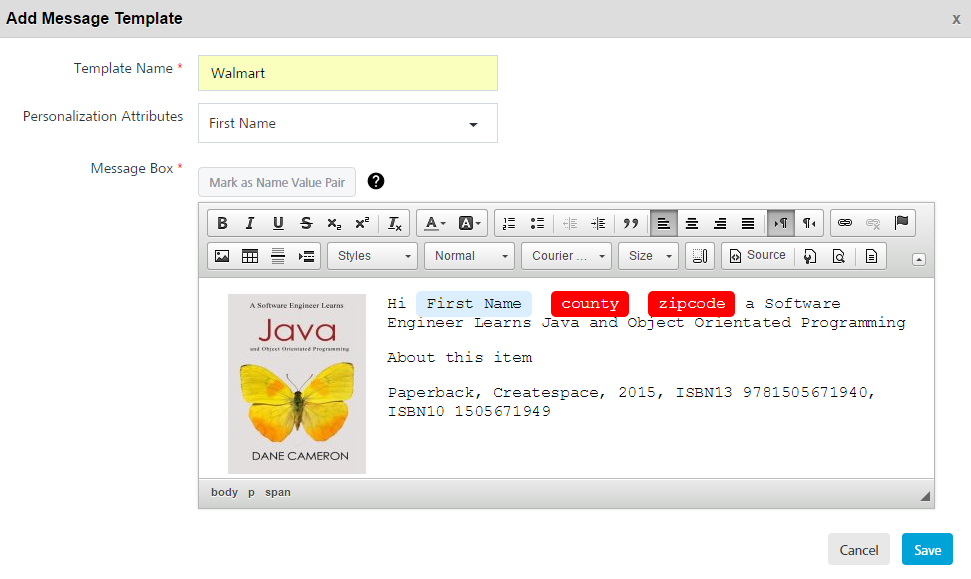 Add Message Template x
Template Name * Walmart
Personalization Attributes First Name
Message Box * Mark as Name Value Pair ?
B I U S x₂ x² Tx A A ”
Styles Normal Courier ... Size Source
A Software Engineer Learns
Java
and Object Orientated Programming
DANE CAMERON
Hi First Name county zipcode a Software
Engineer Learns Java and Object Orientated Programming
About this item
Paperback, Createspace, 2015, ISBN13 9781505671940,
ISBN10 1505671949
body p span
Cancel Save